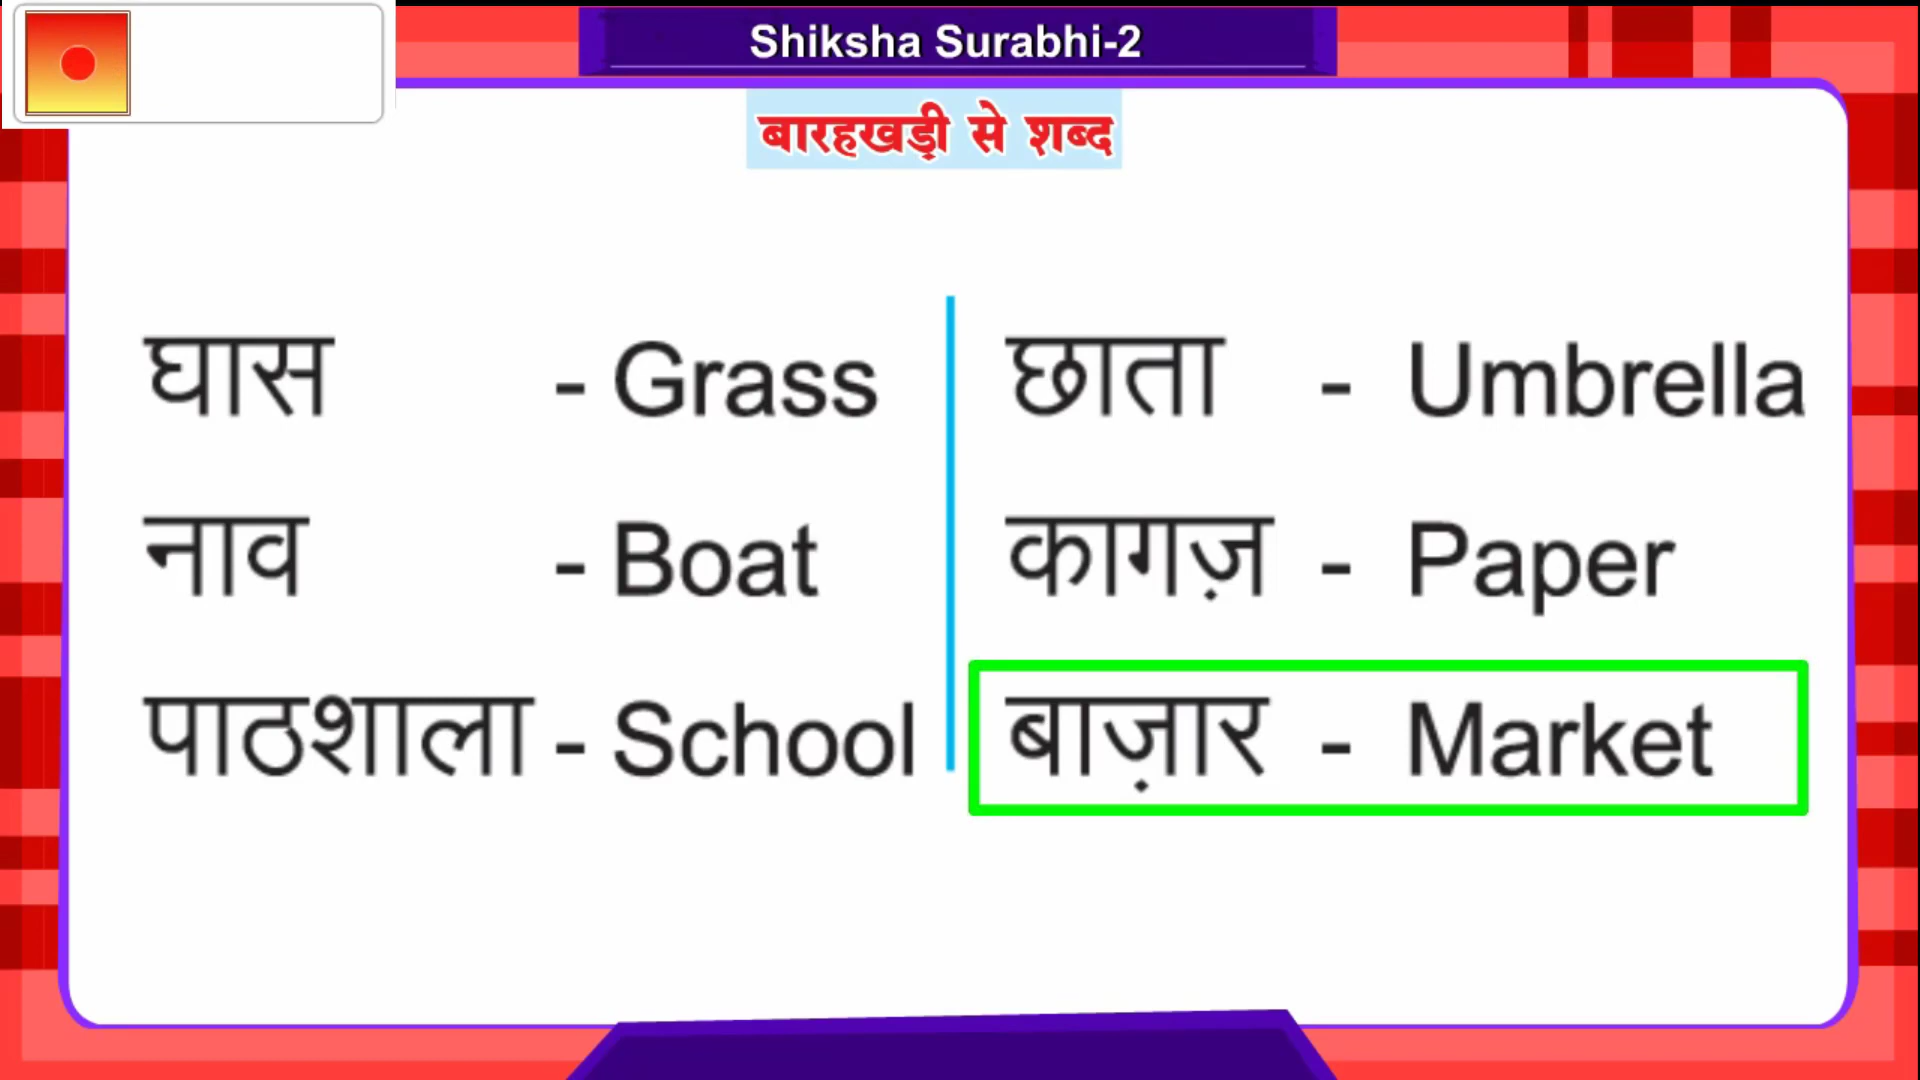 Shiksha Surabhi-2
बारहखड़ी से शब्द
घास - Grass
नाव - Boat
पाठशाला - School
छाता - Umbrella
कागज़ - Paper
बाज़ार - Market